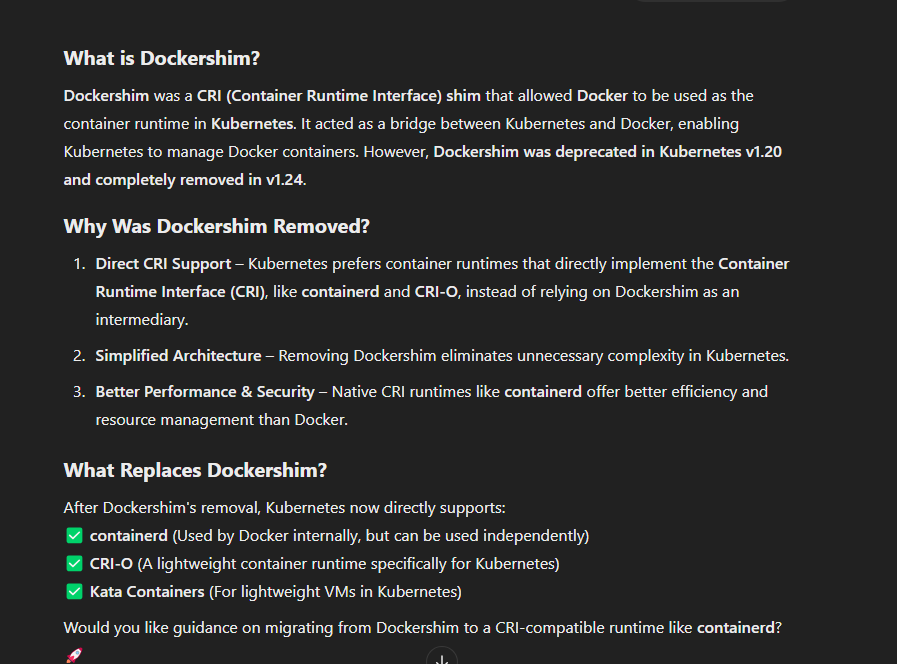 What is Dockershim?
Dockershim was a CRI (Container Runtime Interface) shim that allowed Docker to be used as the
container runtime in Kubernetes. It acted as a bridge between Kubernetes and Docker, enabling
Kubernetes to manage Docker containers. However, Dockershim was deprecated in Kubernetes v1.20
and completely removed in v1.24.
Why Was Dockershim Removed?
1. Direct CRI Support – Kubernetes prefers container runtimes that directly implement the Container
Runtime Interface (CRI), like containerd and CRI-O, instead of relying on Dockershim as an
intermediary.
2. Simplified Architecture – Removing Dockershim eliminates unnecessary complexity in Kubernetes.
3. Better Performance & Security – Native CRI runtimes like containerd offer better efficiency and
resource management than Docker.
What Replaces Dockershim?
After Dockershim's removal, Kubernetes now directly supports:
✅ containerd (Used by Docker internally, but can be used independently)
✅ CRI-O (A lightweight container runtime specifically for Kubernetes)
✅ Kata Containers (For lightweight VMs in Kubernetes)
Would you like guidance on migrating from Dockershim to a CRI-compatible runtime like containerd?
🚀